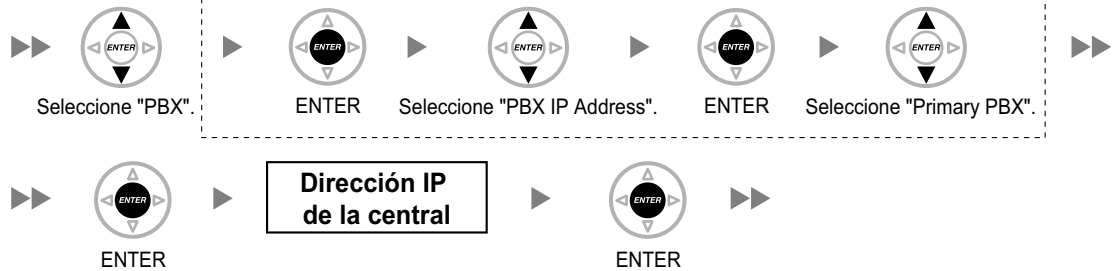 ENTER ENTER ENTER ENTER ENTER
Seleccione "PBX". ENTER Seleccione "PBX IP Address". ENTER Seleccione "Primary PBX".
ENTER Dirección IP ENTER
de la central
ENTER ENTER